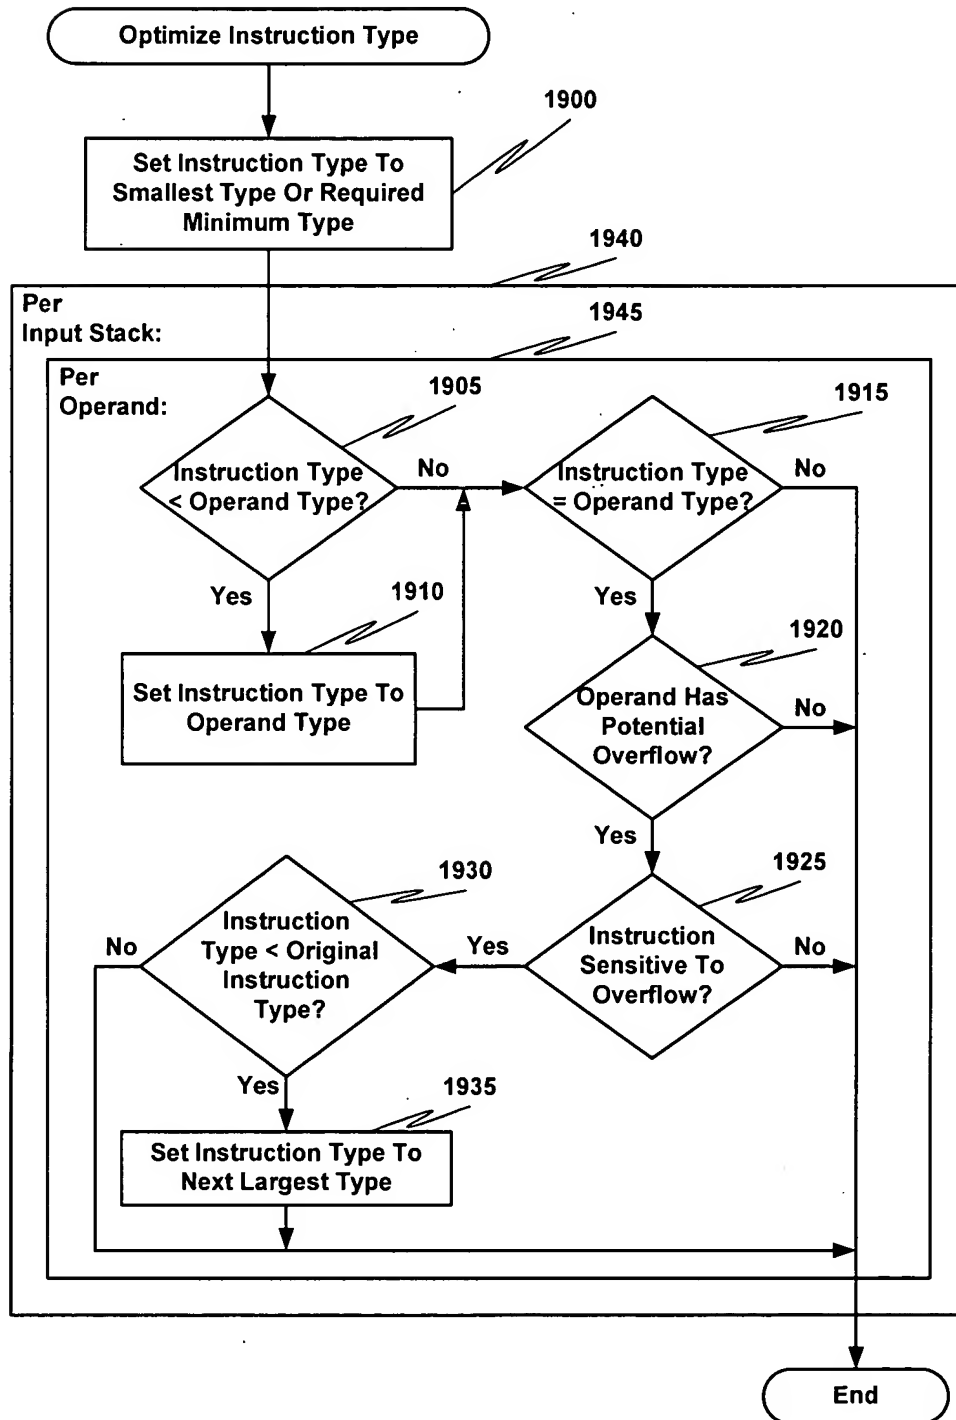 Optimize Instruction Type
1900
Set Instruction Type To
Smallest Type Or Required
Minimum Type
1940
Per
Input Stack:
1945
Per
Operand:
1905
1915
Instruction Type
< Operand Type?
No
Instruction Type
= Operand Type?
No
Yes
1910
Yes
1920
Set Instruction Type To
Operand Type
Operand Has
Potential
Overflow?
No
Yes
1930
1925
Instruction
Type < Original
Instruction
Type?
No
Yes
Instruction
Sensitive To
Overflow?
No
Yes
1935
Set Instruction Type To
Next Largest Type
End